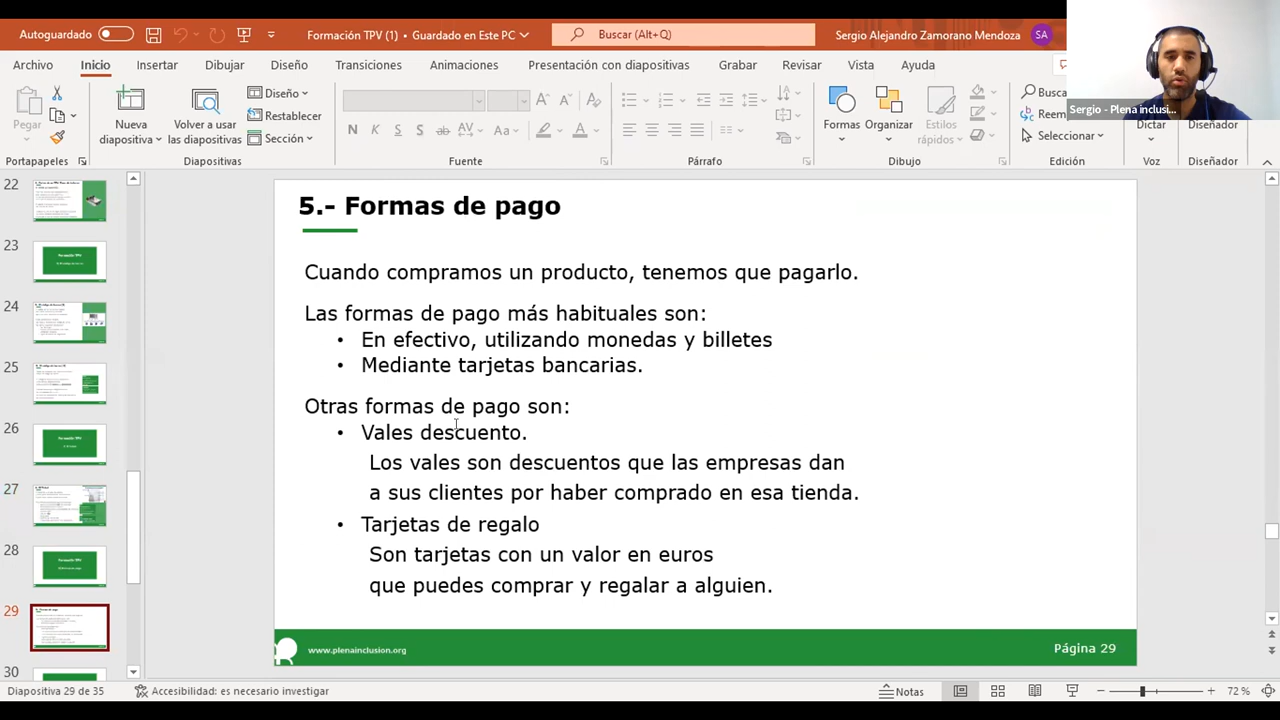 Autoguardado
Formación TPV (1) • Guardado en Este PC
Buscar (Alt+Q)
Sergio Alejandro Zamorano Mendoza
SA
Archivo
Inicio
Insertar
Dibujar
Diseño
Transiciones
Animaciones
Presentación con diapositivas
Grabar
Revisar
Vista
Ayuda
Sergio - Plena inclusi...
Pegar
Nueva
diapositiva
Volver a usar
las diapositivas
Diseño
Restablecer
Sección
Formas
Organizar
Estilos
rápidos
Busca
Reem
Seleccionar
Dictar
Diseñador
Portapapeles
Diapositivas
Fuente
Párrafo
Dibujo
Edición
Voz
Diseñador
22
23
24
25
26
27
28
29
30
5.- Formas de pago
Cuando compramos un producto, tenemos que pagarlo.
Las formas de pago más habituales son:
• En efectivo, utilizando monedas y billetes
• Mediante tarjetas bancarias.
Otras formas de pago son:
• Vales descuento.
Los vales son descuentos que las empresas dan
a sus clientes por haber comprado en esa tienda.
• Tarjetas de regalo
Son tarjetas con un valor en euros
que puedes comprar y regalar a alguien.
www.plenainclusion.org
Página 29
Diapositiva 29 de 35
Accesibilidad: es necesario investigar
Notas
72 %